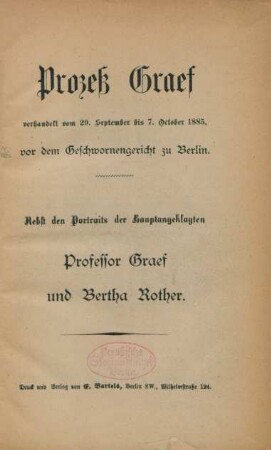 Prozeß Graef
verhandelt vom 29. September bis 7. October 1885,
vor dem Geschwornengericht zu Berlin.
Nebst den Portraits der Hauptangeklagten
Professor Graef
und Bertha Rother.
Druck und Verlag von G. Bartels, Berlin SW., Wilhelmstraße 124.